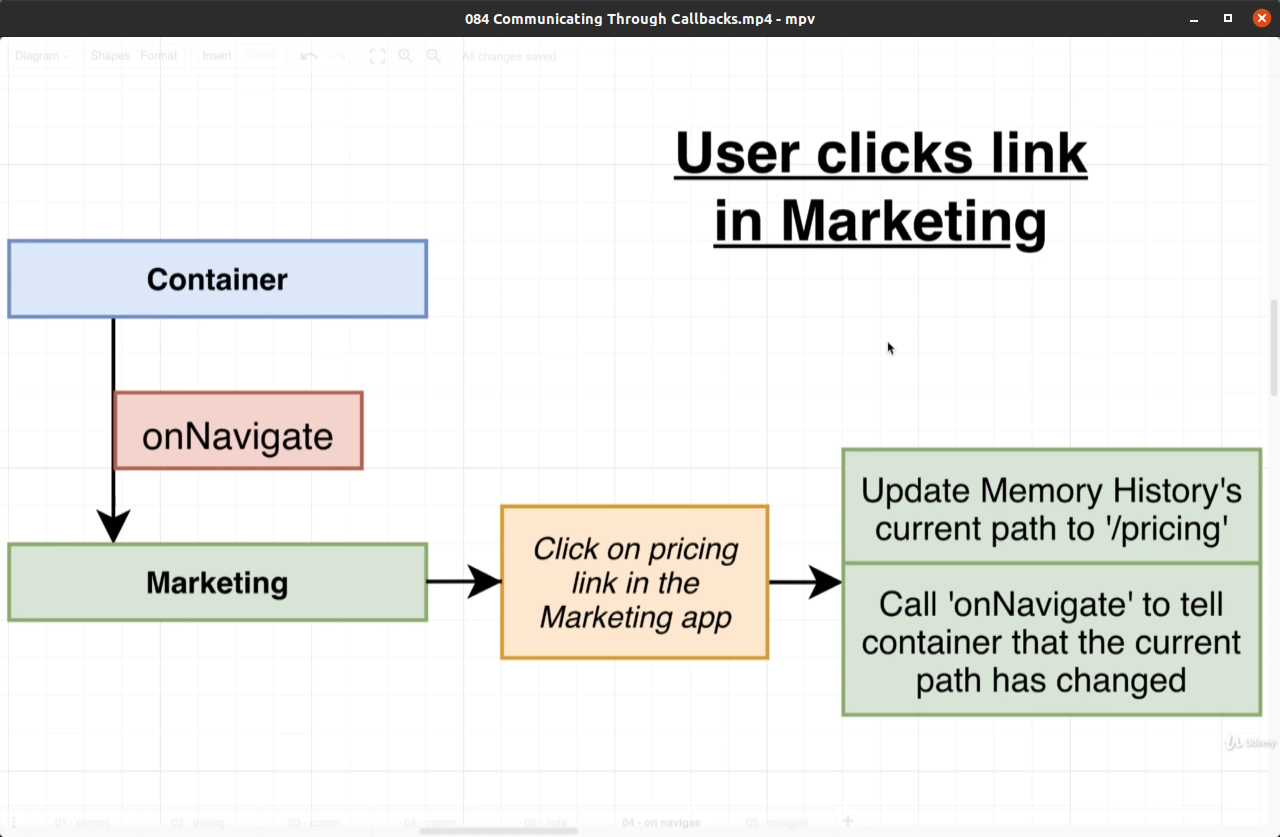 084 Communicating Through Callbacks.mp4 - mpv
Diagram
Shapes
Format
Insert
Delete
All changes saved
User clicks link
in Marketing
Container
onNavigate
Marketing
Click on pricing
link in the
Marketing app
Update Memory History's
current path to '/pricing'
Call 'onNavigate' to tell
container that the current
path has changed
Udemy
01 - current
02 - pricing
03 - comm
04 - comm
05 - note
04 - on navigae
05 - navigate